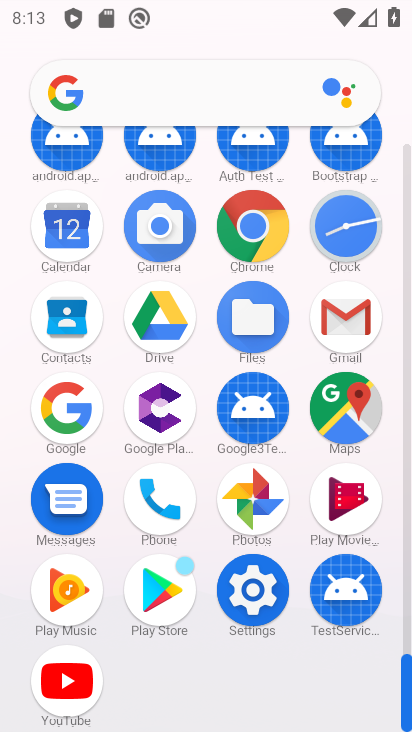 8:13
android.ap... android.ap... Auth Test ... Bootstrap ...
12
Calendar Camera Chrome Clock
Contacts Drive Files Gmail
Google Google Pla... Google3Te... Maps
Messages Phone Photos Play Movie...
Play Music Play Store Settings TestServic...
YouTube